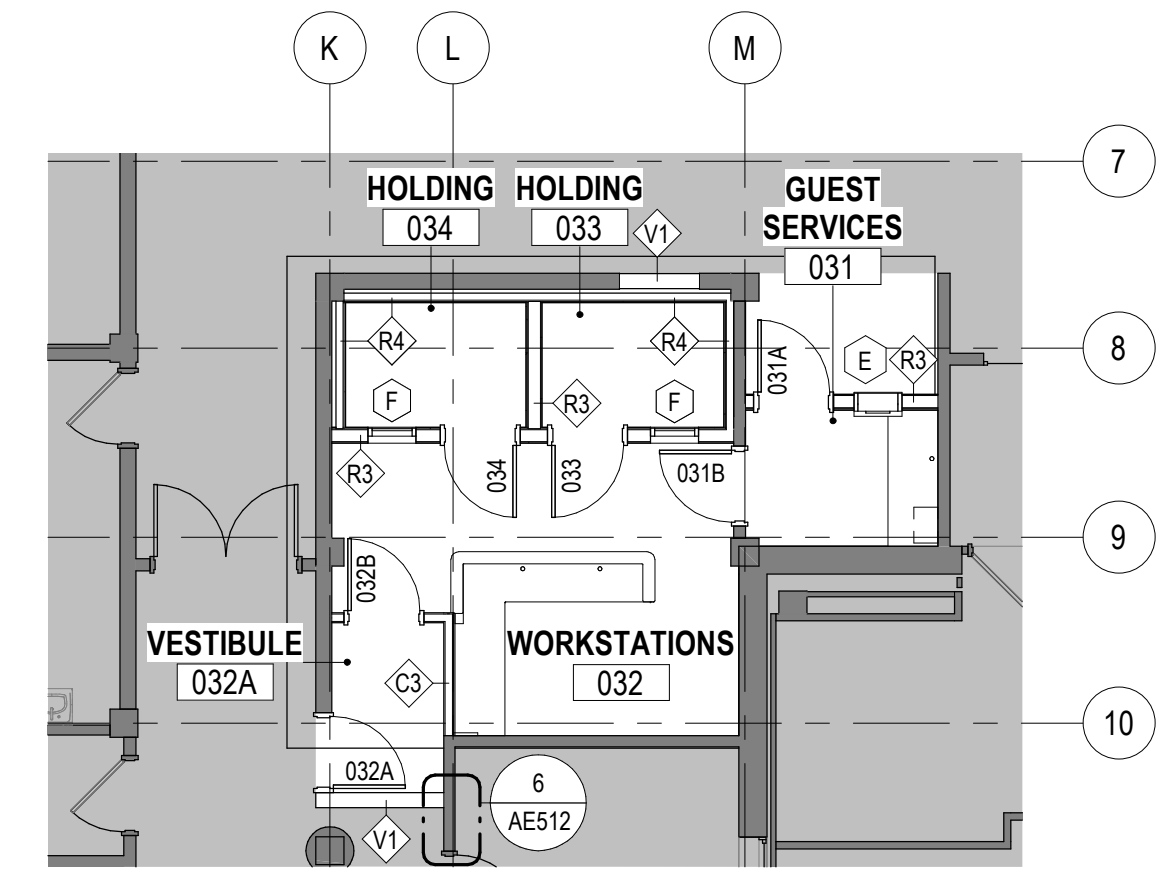 K
L
M
7
HOLDING
034
HOLDING
033
V1
GUEST
SERVICES
031
R4
R4
8
031A
E
R3
F
R3
F
R3
034
033
031B
9
032B
VESTIBULE
032A
WORKSTATIONS
032
C3
10
032A
6
AE512
V1